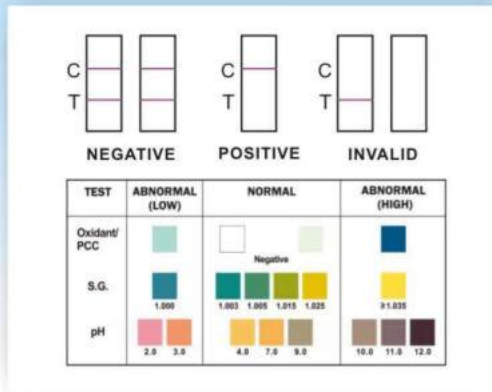 C C C
T T T
NEGATIVE POSITIVE INVALID
TEST ABNORMAL (LOW) NORMAL ABNORMAL (HIGH)
Oxidant/
PCC
Negative
S.G.
1.000 1.003 1.005 1.015 1.025 ≥1.035
pH
2.0 3.0 4.0 7.0 9.0 10.0 11.0 12.0